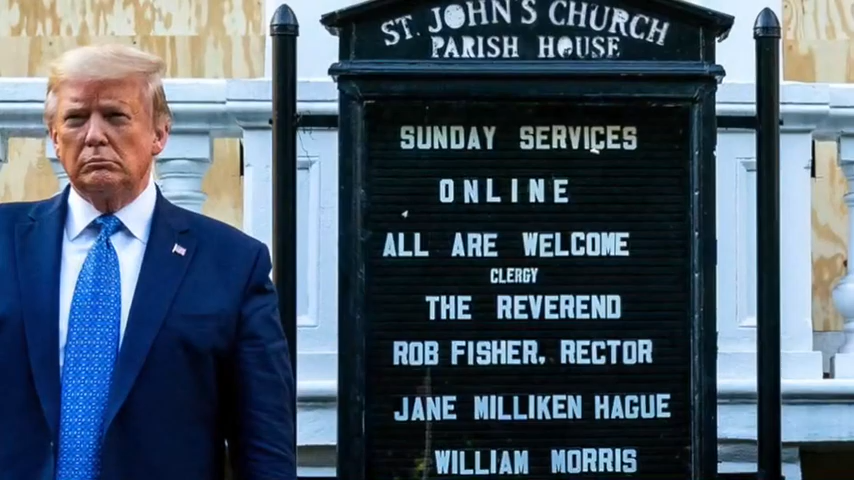 ST. JOHN'S CHURCH
PARISH HOUSE
SUNDAY SERVICES
ONLINE
ALL ARE WELCOME
CLERGY
THE REVEREND
ROB FISHER, RECTOR
JANE MILLIKEN HAGUE
WILLIAM MORRIS